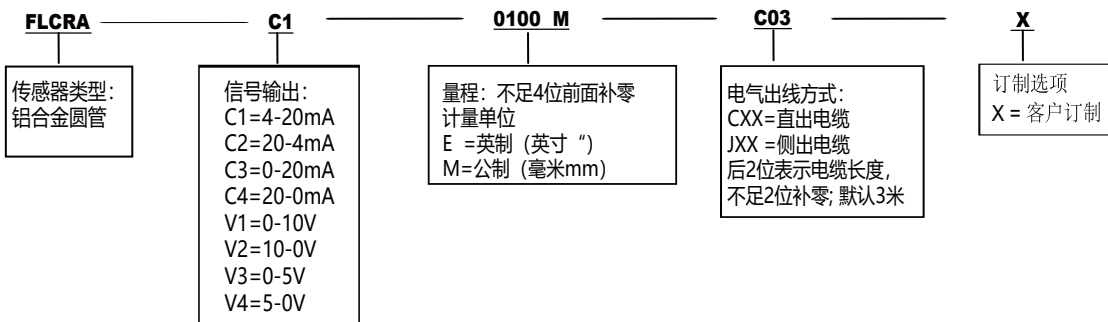 FLCRA C1 0100 M C03 X
传感器类型：
铝合金圆管
信号输出：
C1=4-20mA
C2=20-4mA
C3=0-20mA
C4=20-0mA
V1=0-10V
V2=10-0V
V3=0-5V
V4=5-0V
量程：不足4位前面补零
计量单位
E =英制（英寸“）
M=公制（毫米mm）
电气出线方式：
CXX=直出电缆
JXX =侧出电缆
后2位表示电缆长度，
不足2位补零; 默认3米
订制选项
X = 客户订制